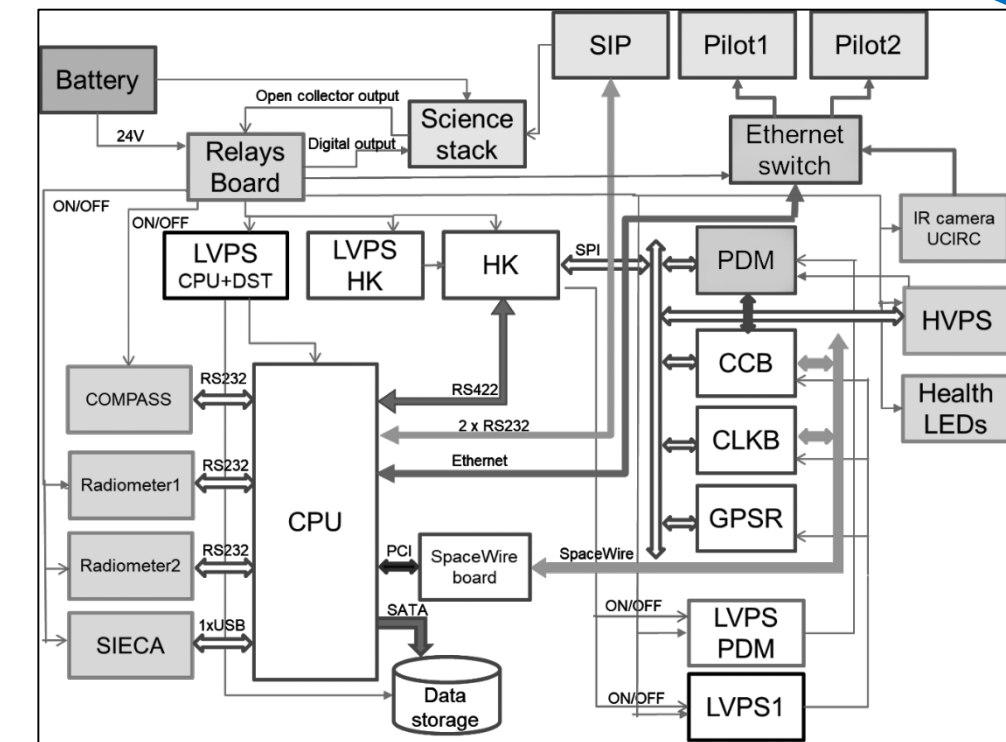 SIP
Pilot1
Pilot2
Battery
Open collector output
Science
stack
Ethernet
switch
24V
Digital output
Relays
Board
ON/OFF
ON/OFF
IR camera
UCIRC
LVPS
CPU+DST
LVPS
HK
HK
SPI
PDM
HVPS
CCB
Health
LEDs
COMPASS
RS232
RS422
2 x RS232
CLKB
Ethernet
Radiometer1
RS232
CPU
GPSR
Radiometer2
RS232
PCI
SpaceWire
board
SpaceWire
SATA
SIECA
1xUSB
ON/OFF
LVPS
PDM
Data
storage
ON/OFF
LVPS1